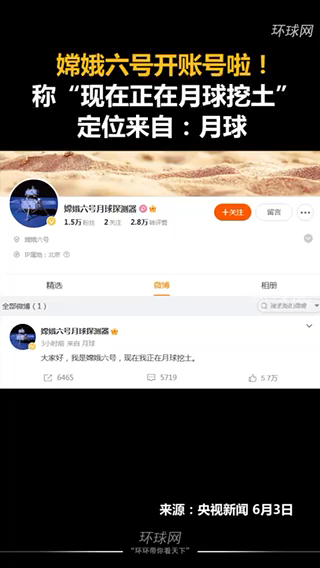 环球网
嫦娥六号开账号啦！
称“现在正在月球挖土”
定位来自：月球
嫦娥六号月球探测器
1.5万粉丝 2关注 2.8万转评赞
+关注
留言
嫦娥六号
IP属地：北京
精选 微博 相册
全部微博（1）
嫦娥六号月球探测器
3小时前 来自 月球
大家好，我是嫦娥六号，现在我正在月球挖土。
6465 5719 5.7万
来源：央视新闻 6月3日
环球网
“环环带你看天下”